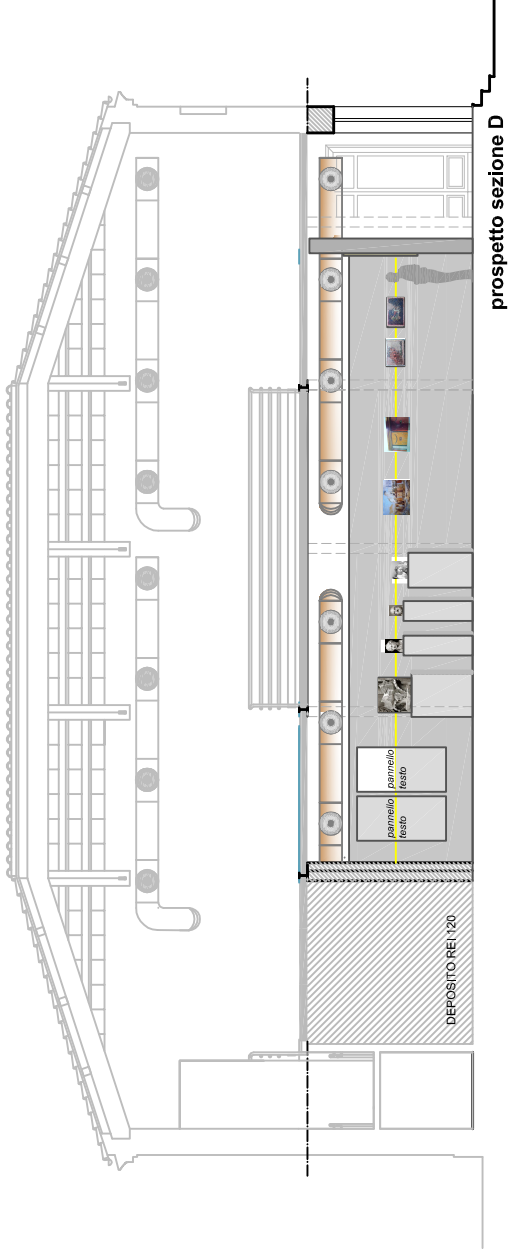 prospetto sezione D
pannello
testo
pannello
testo
DEPOSITO REI 120